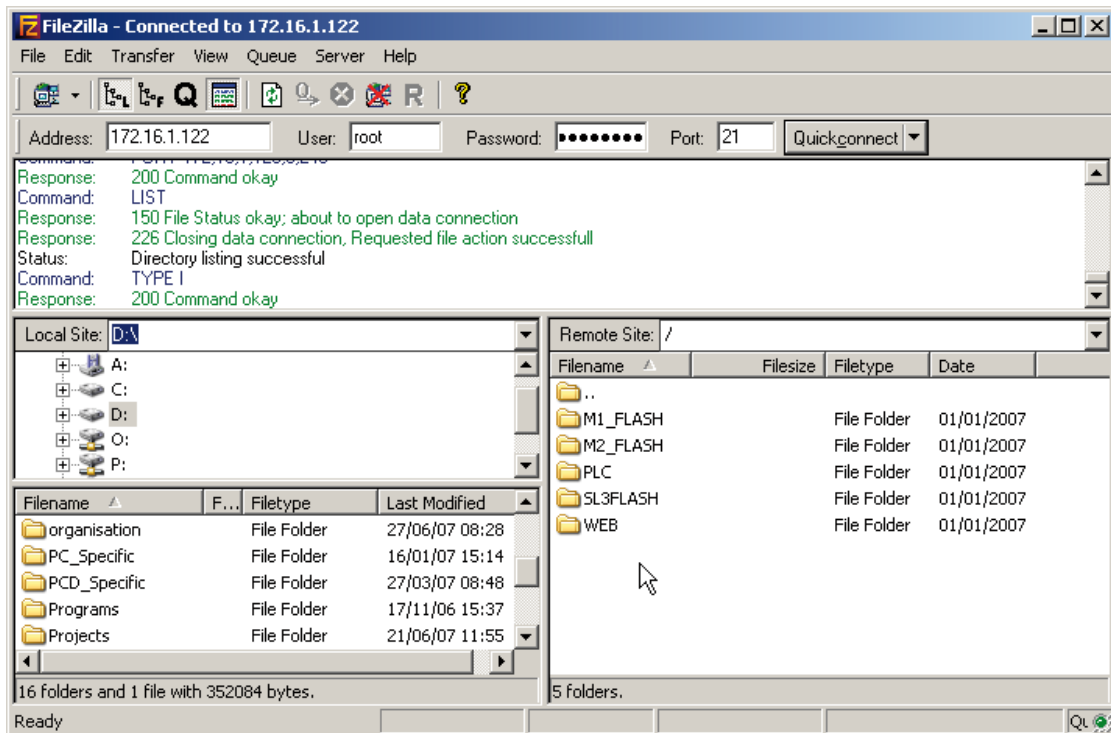 FileZilla - Connected to 172.16.1.122
File Edit Transfer View Queue Server Help
Address: 172.16.1.122 User: root Password: ●●●●●●●●● Port: 21 Quickconnect
Response: 200 Command okay
Command: LIST
Response: 150 File Status okay; about to open data connection
Response: 226 Closing data connection, Requested file action successfull
Status: Directory listing successful
Command: TYPE I
Response: 200 Command okay
Local Site: D:\
A:
C:
D:
O:
P:
Filename F... Filetype Last Modified
organisation File Folder 27/06/07 08:28
PC_Specific File Folder 16/01/07 15:14
PCD_Specific File Folder 27/03/07 08:48
Programs File Folder 17/11/06 15:37
Projects File Folder 21/06/07 11:55
16 folders and 1 file with 352084 bytes.
Remote Site: /
Filename Filesize Filetype Date
..
M1_FLASH File Folder 01/01/2007
M2_FLASH File Folder 01/01/2007
PLC File Folder 01/01/2007
SL3FLASH File Folder 01/01/2007
WEB File Folder 01/01/2007
5 folders.
Ready